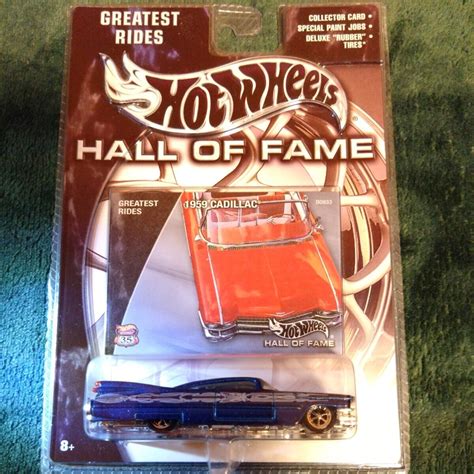 GREATEST
RIDES
COLLECTOR CARD •
SPECIAL PAINT JOBS •
DELUXE "RUBBER" •
TIRES*
HOT WHEELS
®
HALL OF FAME
GREATEST
RIDES
1959 CADILLAC
HOT WHEELS
HALL OF FAME
35
8+